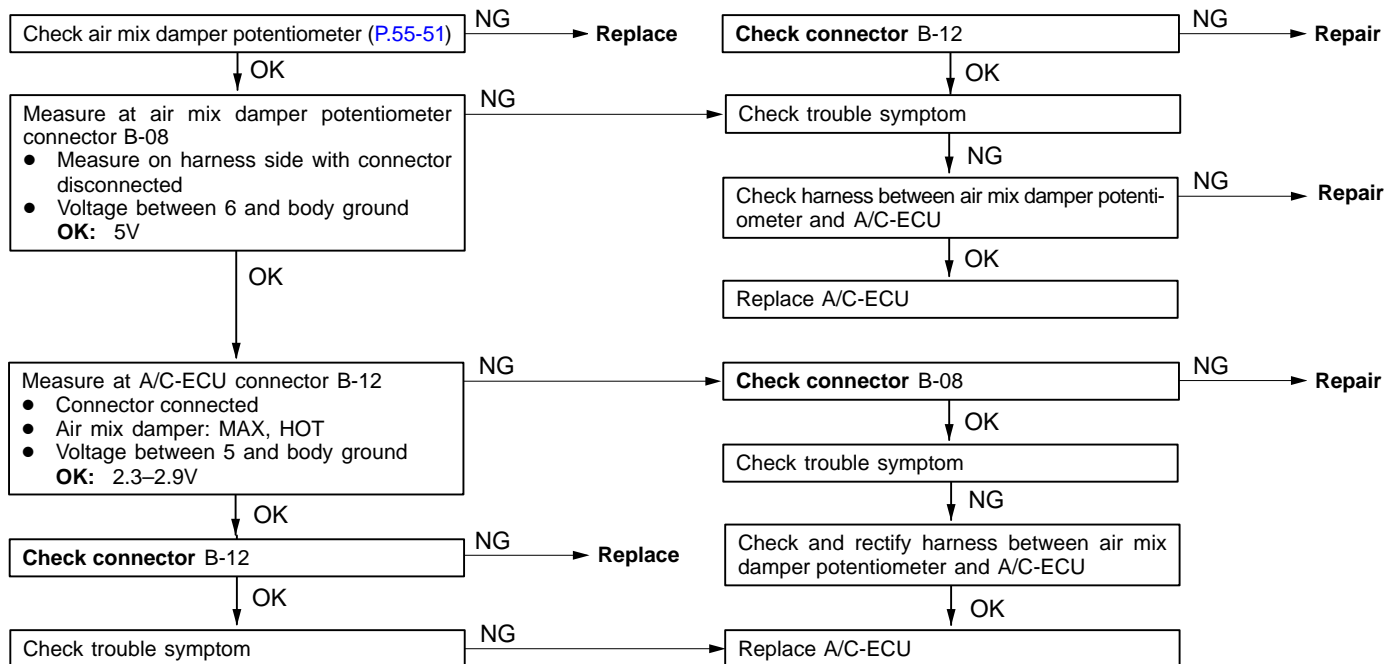 Check air mix damper potentiometer (P.55-51)
NG
Replace
OK
Measure at air mix damper potentiometer
connector B-08
● Measure on harness side with connector
disconnected
● Voltage between 6 and body ground
OK: 5V
NG
OK
Measure at A/C-ECU connector B-12
● Connector connected
● Air mix damper: MAX, HOT
● Voltage between 5 and body ground
OK: 2.3–2.9V
NG
OK
Check connector B-12
NG
Replace
OK
Check trouble symptom
NG
Check connector B-12
NG
Repair
OK
Check trouble symptom
NG
Check harness between air mix damper potenti-
ometer and A/C-ECU
NG
Repair
OK
Replace A/C-ECU
Check connector B-08
NG
Repair
OK
Check trouble symptom
NG
Check and rectify harness between air mix
damper potentiometer and A/C-ECU
OK
Replace A/C-ECU